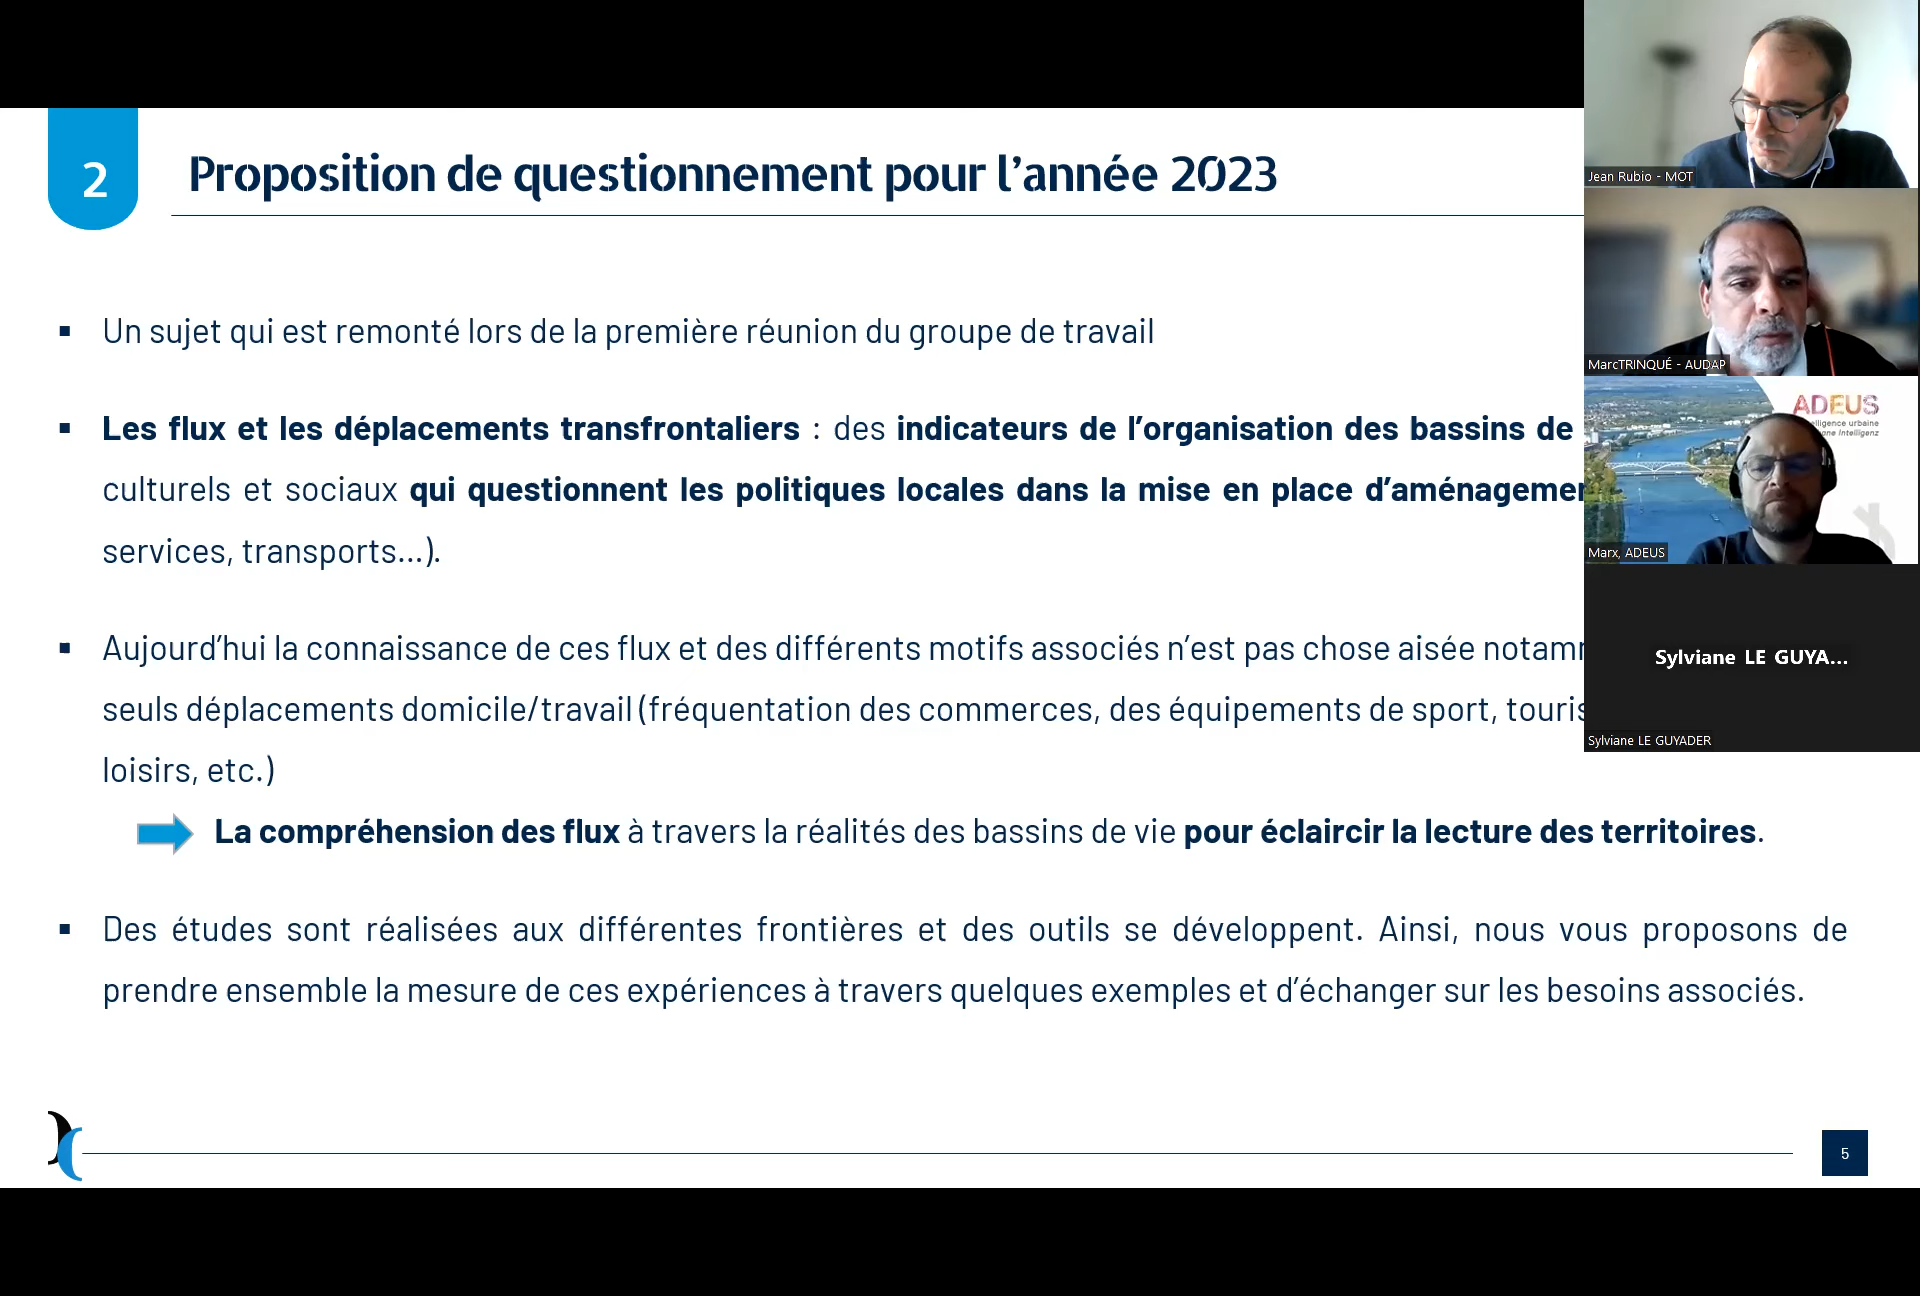 2
Proposition de questionnement pour l’année 2023
▪ Un sujet qui est remonté lors de la première réunion du groupe de travail
▪ Les flux et les déplacements transfrontaliers : des indicateurs de l’organisation des bassins de
culturels et sociaux qui questionnent les politiques locales dans la mise en place
services, transports…).
▪ Aujourd’hui la connaissance de ces flux et des différents motifs associés n’est pas chose aisée
seuls déplacements domicile/travail (fréquentation des commerces, des équipements de sport,
loisirs, etc.)
La compréhension des flux à travers la réalités des bassins de vie pour éclaircir la lecture des territoires.
▪ Des études sont réalisées aux différentes frontières et des outils se développent. Ainsi, nous vous proposons de
prendre ensemble la mesure de ces expériences à travers quelques exemples et d’échanger sur les besoins associés.
5
Jean Rubio - MOT
MarcTRINQUÉ - AUDAP
ADEUS
urbaine
Marx, ADEUS
Sylviane LE GUYA...
Sylviane LE GUYADER